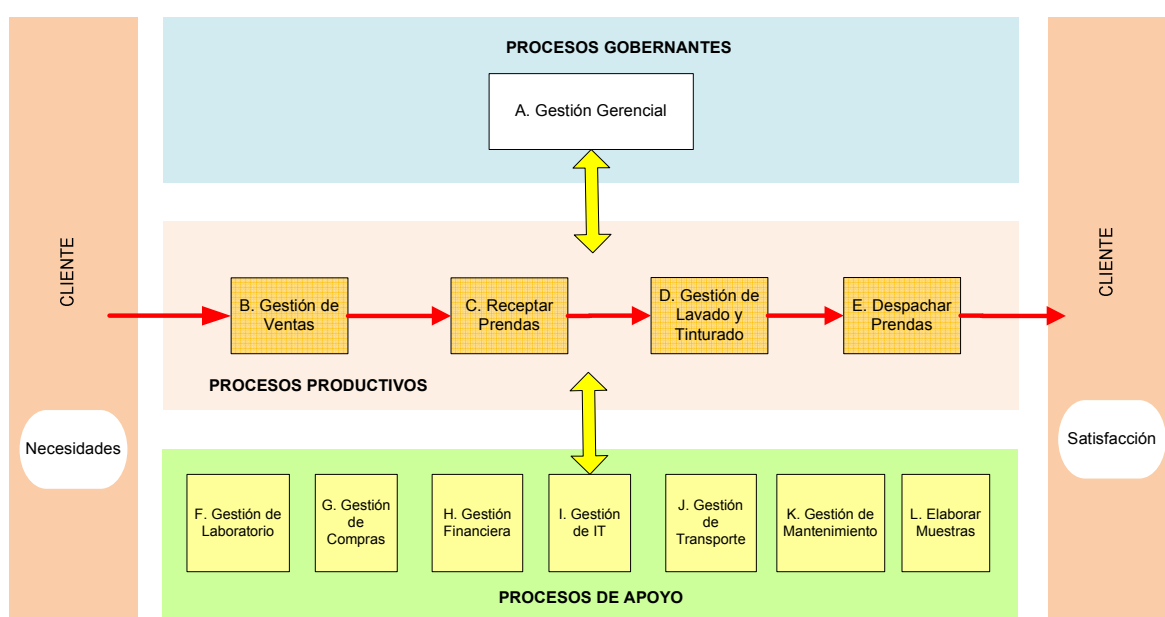 PROCESOS GOBERNANTES
A. Gestión Gerencial
CLIENTE
CLIENTE
B. Gestión de
Ventas
C. Receptar
Prendas
D. Gestión de
Lavado y
Tinturado
E. Despachar
Prendas
PROCESOS PRODUCTIVOS
Necesidades
Satisfacción
F. Gestión de
Laboratorio
G. Gestión
de
Compras
H. Gestión
Financiera
I. Gestión
de IT
J. Gestión
de
Transporte
K. Gestión de
Mantenimiento
L. Elaborar
Muestras
PROCESOS DE APOYO